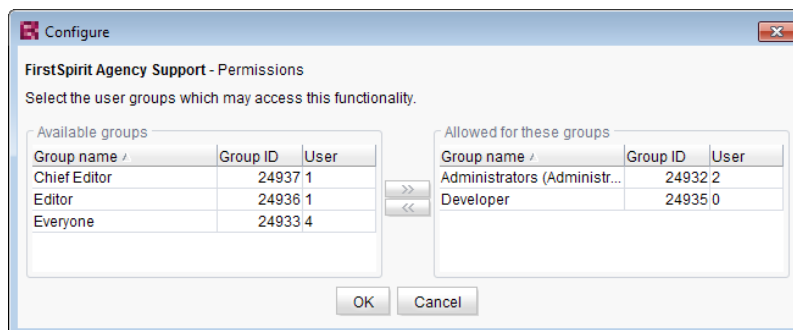 Configure
FirstSpirit Agency Support - Permissions
Select the user groups which may access this functionality.
Available groups
Group name Group ID User
Chief Editor 24937 1
Editor 24936 1
Everyone 24933 4
>>
<<
Allowed for these groups
Group name Group ID User
Administrators (Administr... 24932 2
Developer 24935 0
OK Cancel